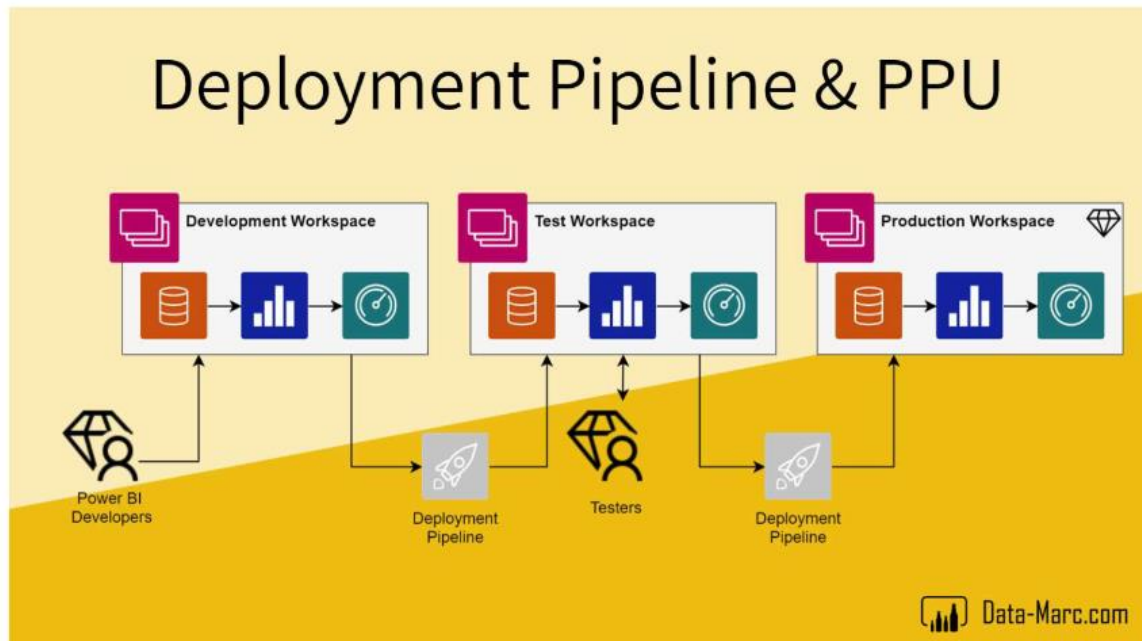 Deployment Pipeline & PPU
Development Workspace
Test Workspace
Production Workspace
Power BI
Developers
Deployment
Pipeline
Testers
Deployment
Pipeline
Data-Marc.com